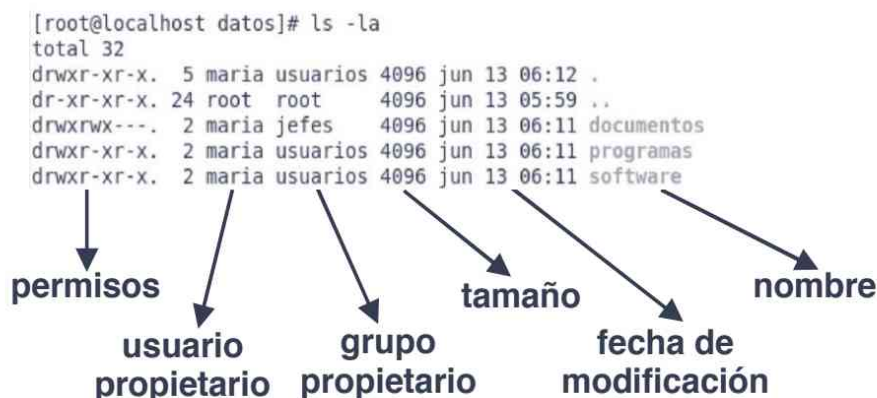 [root@localhost datos]# ls -la
total 32
drwxr-xr-x.  5 maria usuarios 4096 jun 13 06:12 .
dr-xr-xr-x. 24 root  root     4096 jun 13 05:59 ..
drwxrwx---.  2 maria jefes    4096 jun 13 06:11 documentos
drwxr-xr-x.  2 maria usuarios 4096 jun 13 06:11 programas
drwxr-xr-x.  2 maria usuarios 4096 jun 13 06:11 software
permisos
usuario
propietario
grupo
propietario
tamaño
fecha de
modificación
nombre